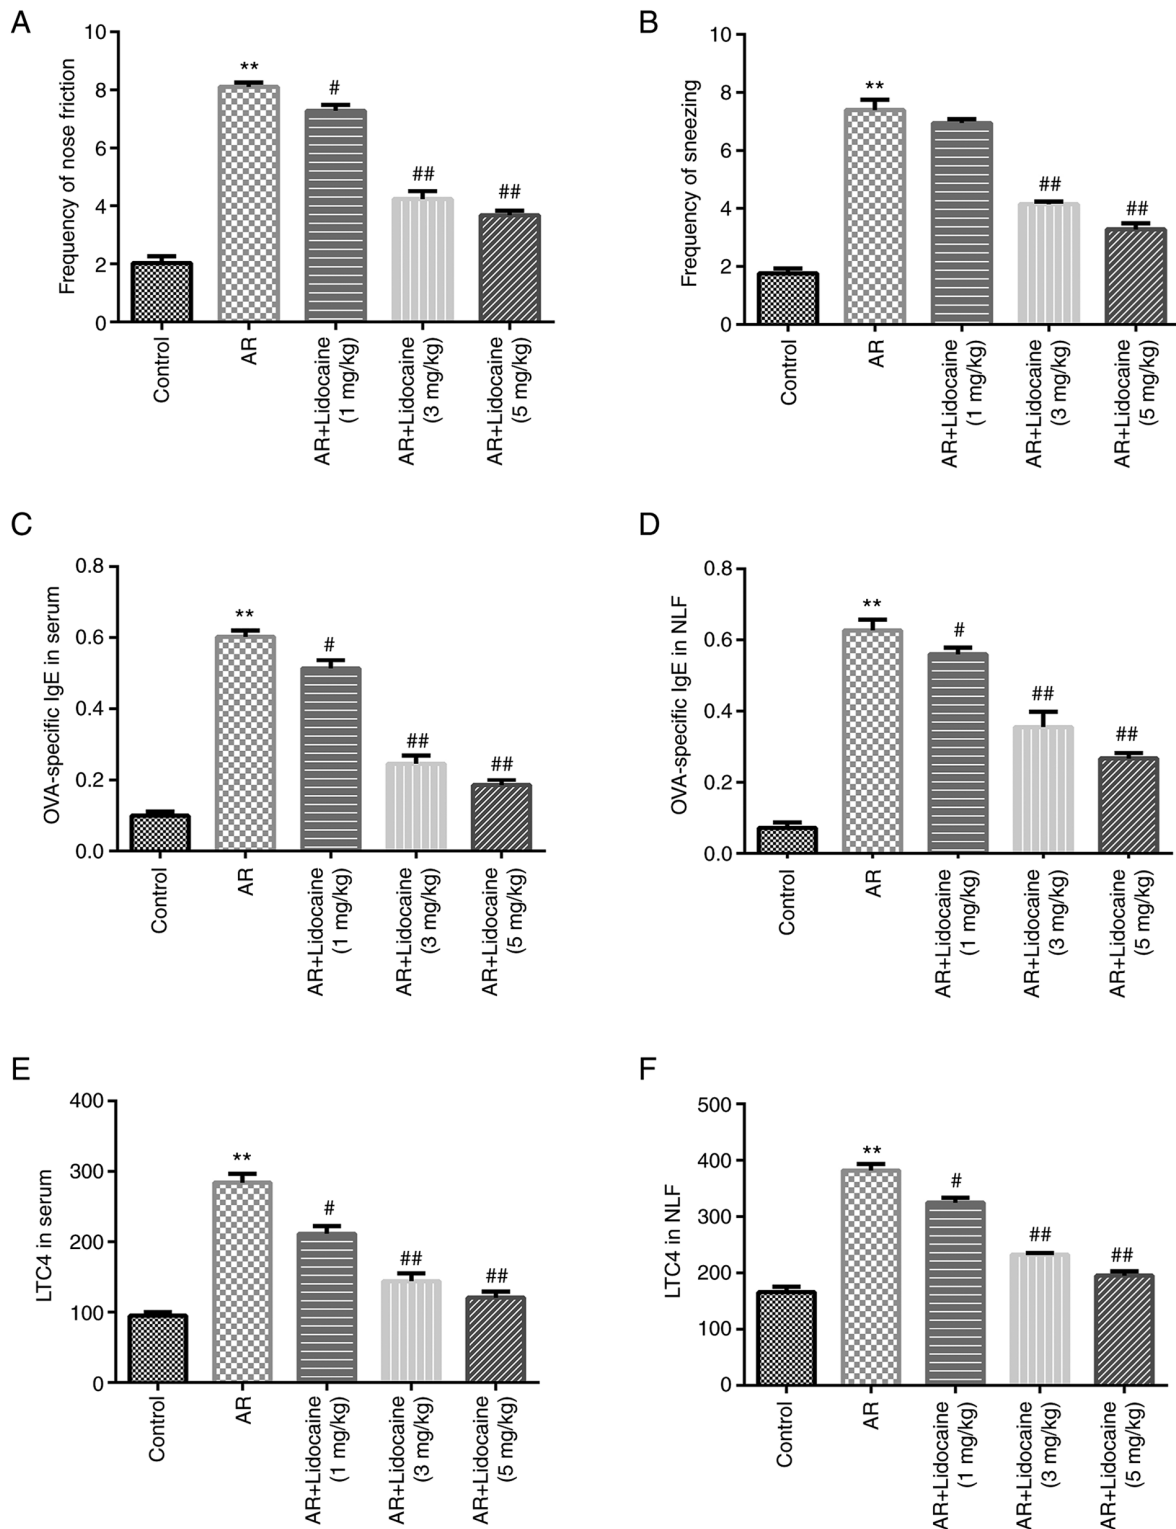 A
Frequency of nose friction
10
8
6
4
2
0
**
#
##
##
Control
AR
AR+Lidocaine
(1 mg/kg)
AR+Lidocaine
(3 mg/kg)
AR+Lidocaine
(5 mg/kg)
B
Frequency of sneezing
10
8
6
4
2
0
**
##
##
Control
AR
AR+Lidocaine
(1 mg/kg)
AR+Lidocaine
(3 mg/kg)
AR+Lidocaine
(5 mg/kg)
C
OVA-specific IgE in serum
0.8
0.6
0.4
0.2
0.0
**
#
##
##
Control
AR
AR+Lidocaine
(1 mg/kg)
AR+Lidocaine
(3 mg/kg)
AR+Lidocaine
(5 mg/kg)
D
OVA-specific IgE in NLF
0.8
0.6
0.4
0.2
0.0
**
#
##
##
Control
AR
AR+Lidocaine
(1 mg/kg)
AR+Lidocaine
(3 mg/kg)
AR+Lidocaine
(5 mg/kg)
E
LTC4 in serum
400
300
200
100
0
**
#
##
##
Control
AR
AR+Lidocaine
(1 mg/kg)
AR+Lidocaine
(3 mg/kg)
AR+Lidocaine
(5 mg/kg)
F
LTC4 in NLF
500
400
300
200
100
0
**
#
##
##
Control
AR
AR+Lidocaine
(1 mg/kg)
AR+Lidocaine
(3 mg/kg)
AR+Lidocaine
(5 mg/kg)